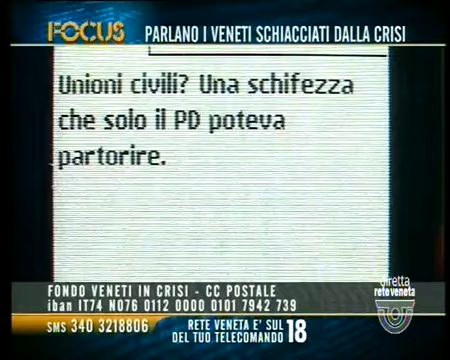 FOCUS PARLANO I VENETI SCHIACCIATI DALLA CRISI
Unioni civili? Una schifezza
che solo il PD poteva
partorire.
FONDO VENETI IN CRISI - CC POSTALE
iban IT74 N076 0112 0000 0101 7942 739
diretta
reteveneta
SMS 340 3218806
RETE VENETA E' SUL
DEL TUO TELECOMANDO
18